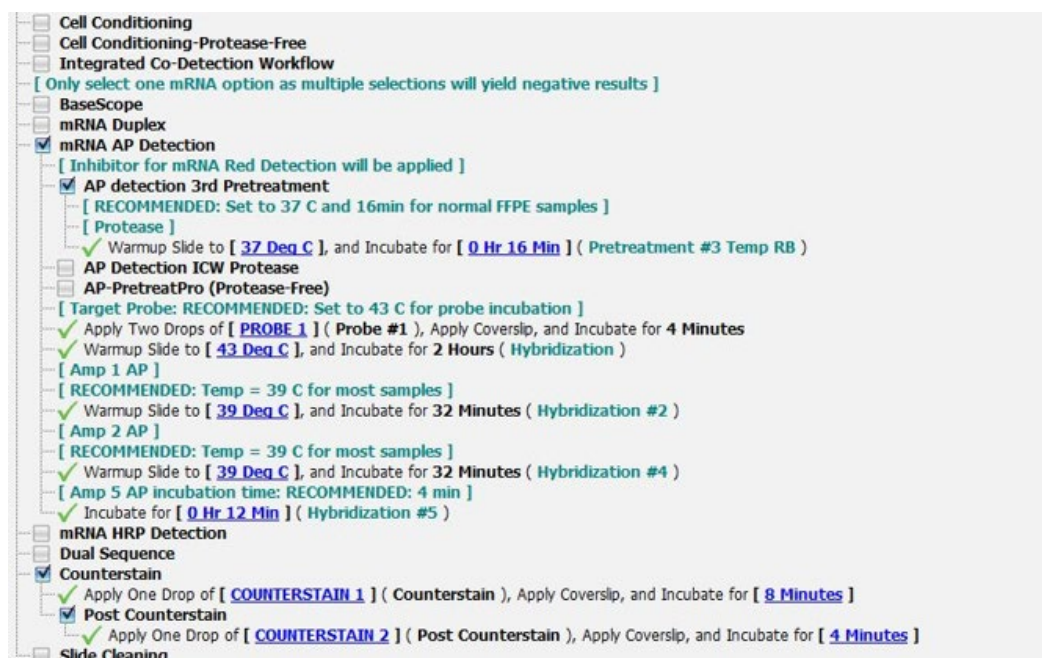 Cell Conditioning
Cell Conditioning-Protease-Free
Integrated Co-Detection Workflow
[ Only select one mRNA option as multiple selections will yield negative results ]
BaseScope
mRNA Duplex
mRNA AP Detection
[ Inhibitor for mRNA Red Detection will be applied ]
AP detection 3rd Pretreatment
[ RECOMMENDED: Set to 37 C and 16min for normal FFPE samples ]
[ Protease ]
Warmup Slide to [ 37 Deg C ], and Incubate for [ 0 Hr 16 Min ] ( Pretreatment #3 Temp RB )
AP Detection ICW Protease
AP-PretreatPro (Protease-Free)
[ Target Probe: RECOMMENDED: Set to 43 C for probe incubation ]
Apply Two Drops of [ PROBE 1 ] ( Probe #1 ), Apply Coverslip, and Incubate for 4 Minutes
Warmup Slide to [ 43 Deg C ], and Incubate for 2 Hours ( Hybridization )
[ Amp 1 AP ]
[ RECOMMENDED: Temp = 39 C for most samples ]
Warmup Slide to [ 39 Deg C ], and Incubate for 32 Minutes ( Hybridization #2 )
[ Amp 2 AP ]
[ RECOMMENDED: Temp = 39 C for most samples ]
Warmup Slide to [ 39 Deg C ], and Incubate for 32 Minutes ( Hybridization #4 )
[ Amp 5 AP incubation time: RECOMMENDED: 4 min ]
Incubate for [ 0 Hr 12 Min ] ( Hybridization #5 )
mRNA HRP Detection
Dual Sequence
Counterstain
Apply One Drop of [ COUNTERSTAIN 1 ] ( Counterstain ), Apply Coverslip, and Incubate for [ 8 Minutes ]
Post Counterstain
Apply One Drop of [ COUNTERSTAIN 2 ] ( Post Counterstain ), Apply Coverslip, and Incubate for [ 4 Minutes ]
Slide Cleaning